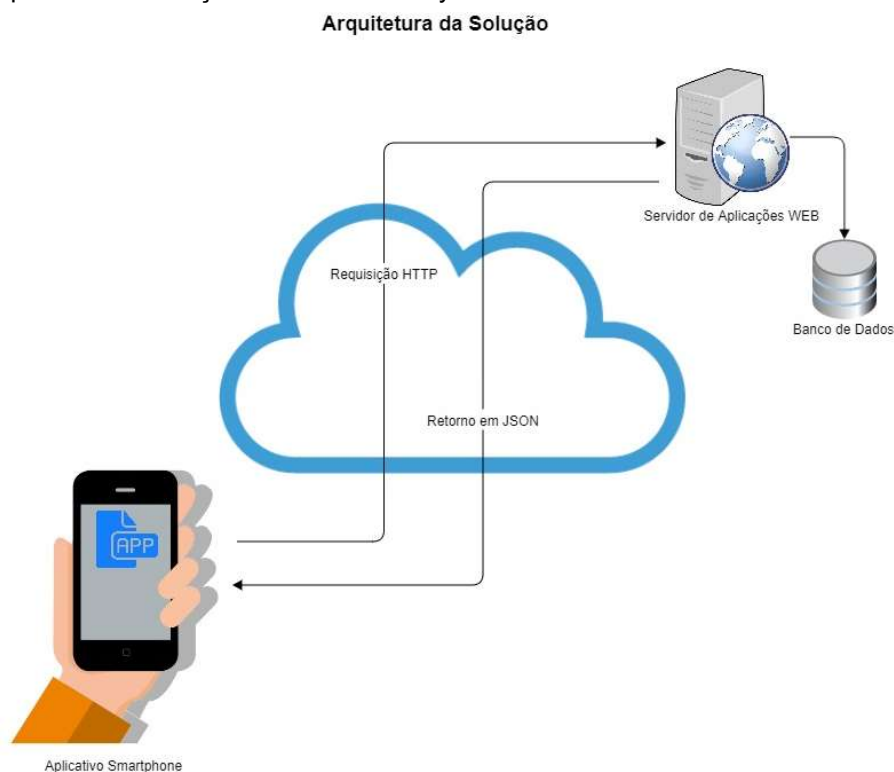 Arquitetura da Solução
Servidor de Aplicações WEB
Requisição HTTP
Banco de Dados
Retorno em JSON
APP
Aplicativo Smartphone